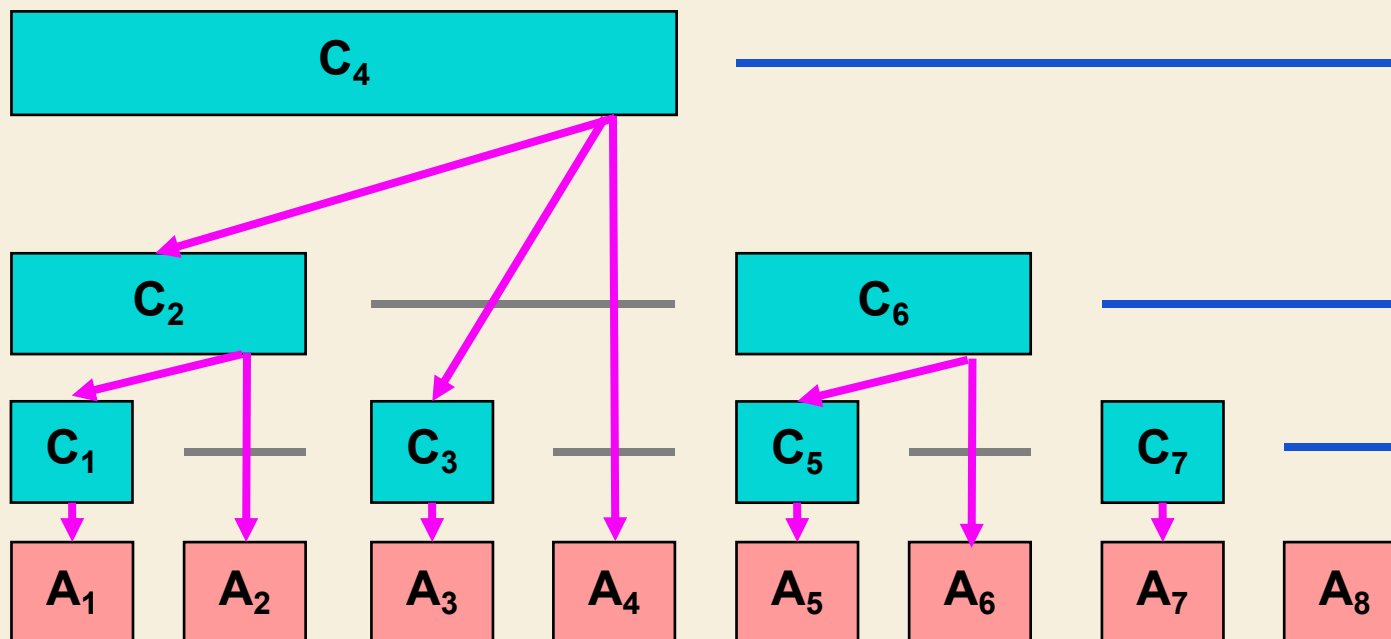 C₄
C₂ C₆
C₁ C₃ C₅ C₇
A₁ A₂ A₃ A₄ A₅ A₆ A₇ A₈